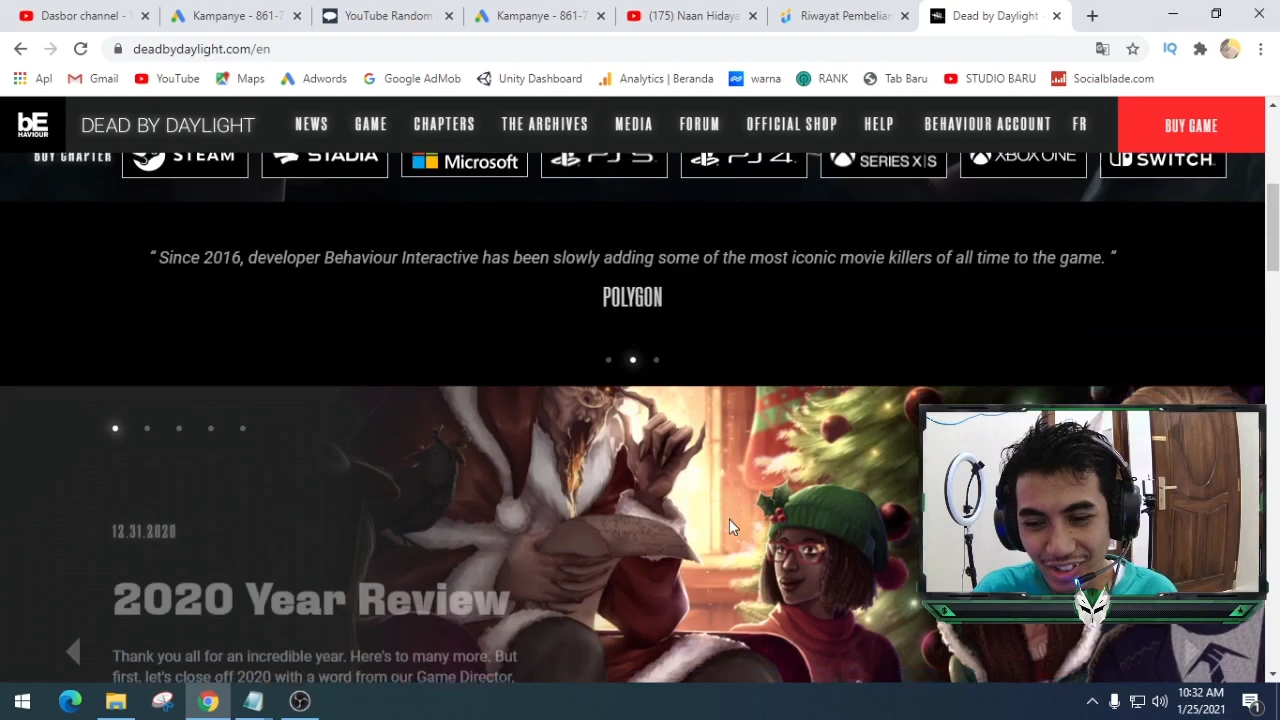 Dasbor channel - Y
Kampanye - 861-7
YouTube Random
Kampanye - 861-7
(175) Naan Hidaya
Riwayat Pembelian
Dead by Daylight -
deadbydaylight.com/en
Apl
Gmail
YouTube
Maps
Adwords
Google AdMob
Unity Dashboard
Analytics | Beranda
warna
RANK
Tab Baru
STUDIO BARU
Socialblade.com
bE
HAVIOUR
DEAD BY DAYLIGHT
NEWS
GAME
CHAPTERS
THE ARCHIVES
MEDIA
FORUM
OFFICIAL SHOP
HELP
BEHAVIOUR ACCOUNT
FR
BUY GAME
BUY CHAPTER
STEAM
STADIA
Microsoft
PS5
PS4
SERIES X|S
XBOX ONE
SWITCH
“ Since 2016, developer Behaviour Interactive has been slowly adding some of the most iconic movie killers of all time to the game. ”
POLYGON
12.31.2020
2020 Year Review
Thank you all for an incredible year. Here's to many more. But
first, let's close off 2020 with a word from our Game Director,
10:32 AM
1/25/2021